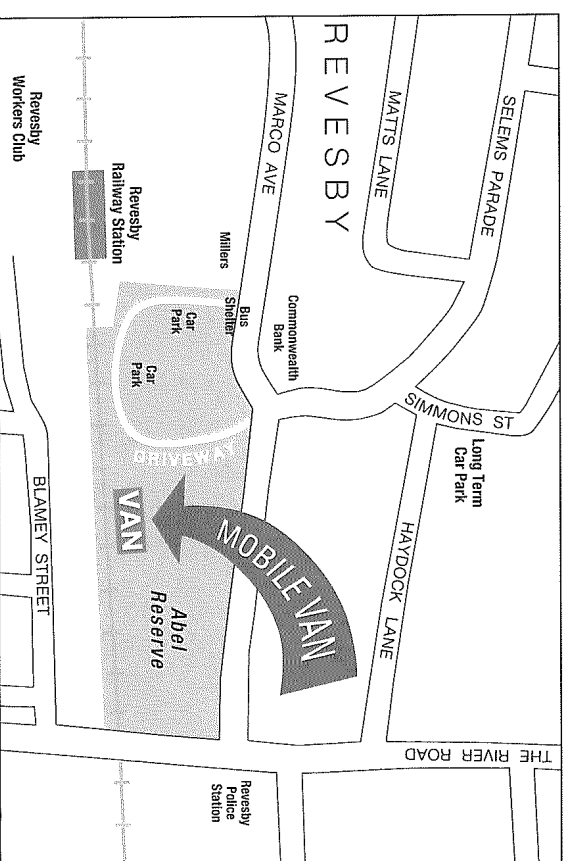 SELEMS PARADE
THE RIVER ROAD
SIMMONS ST
Long Term
Car Park
MATTS LANE
HAYDOCK LANE
REVESBY
MARCO AVE
Commonwealth
Bank
MOBILE VAN
Millers
Bus
Shelter
Revesby
Police
Station
Car
Park
Car
Park
DRIVEWAY
Abel
Reserve
VAN
Revesby
Railway Station
BLAMEY STREET
Revesby
Workers Club